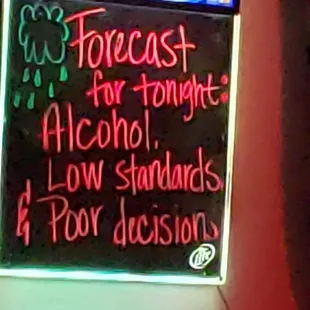 Forecast
for tonight:
Alcohol,
Low standards
& Poor decisions